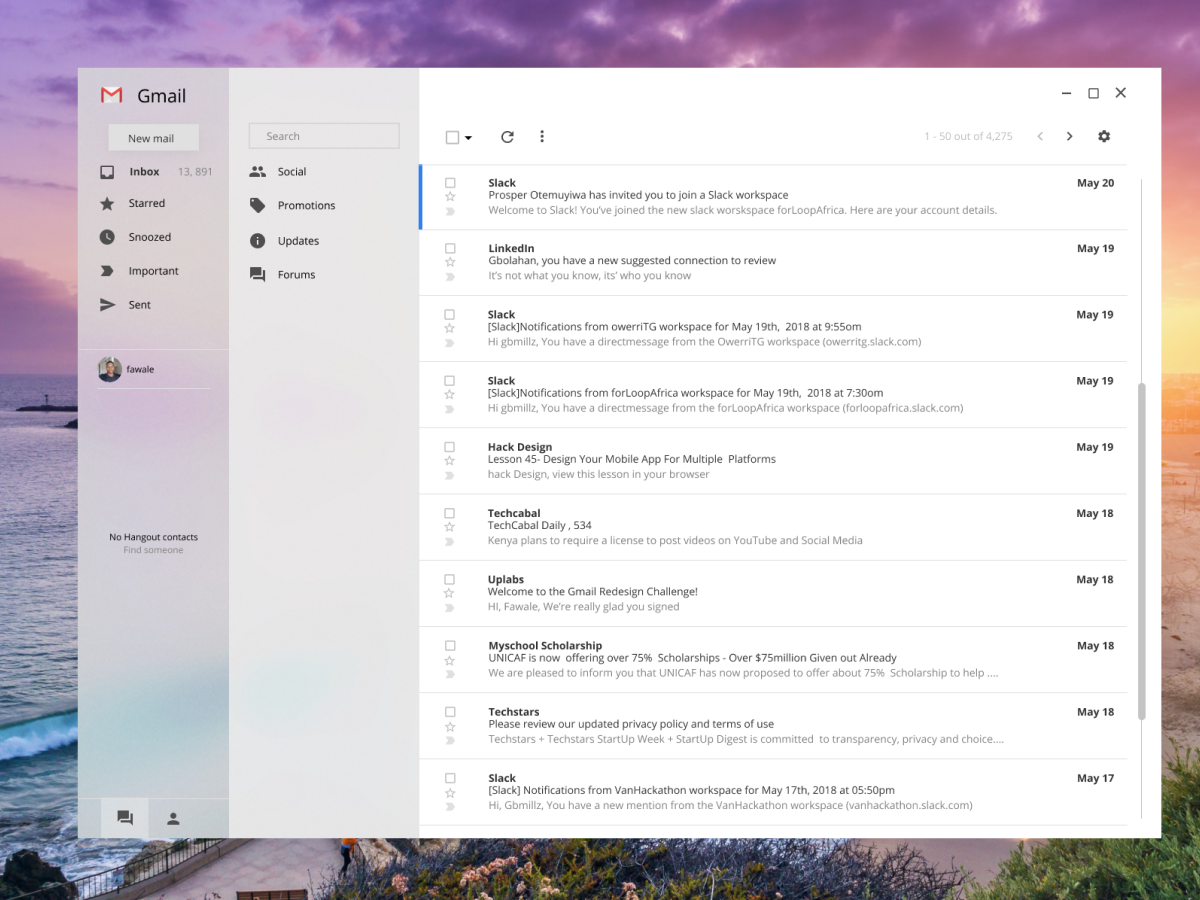 Gmail
New mail
Inbox 13, 891
Starred
Snoozed
Important
Sent
fawale
No Hangout contacts
Find someone
Search
Social
Promotions
Updates
Forums
1 - 50 out of 4,275
Slack May 20
Prosper Otemuyiwa has invited you to join a Slack workspace
Welcome to Slack! You've joined the new slack worskspace forLoopAfrica. Here are your account details.
LinkedIn May 19
Gbolahan, you have a new suggested connection to review
It's not what you know, its' who you know
Slack May 19
[Slack]Notifications from owerriTG workspace for May 19th, 2018 at 9:55om
Hi gbmillz, You have a directmessage from the OwerriTG workspace (owerritg.slack.com)
Slack May 19
[Slack]Notifications from forLoopAfrica workspace for May 19th, 2018 at 7:30om
Hi gbmillz, You have a directmessage from the forLoopAfrica workspace (forloopafrica.slack.com)
Hack Design May 19
Lesson 45- Design Your Mobile App For Multiple Platforms
hack Design, view this lesson in your browser
Techcabal May 18
TechCabal Daily , 534
Kenya plans to require a license to post videos on YouTube and Social Media
Uplabs May 18
Welcome to the Gmail Redesign Challenge!
HI, Fawale, We're really glad you signed
Myschool Scholarship May 18
UNICAF is now offering over 75% Scholarships - Over $75million Given out Already
We are pleased to inform you that UNICAF has now proposed to offer about 75% Scholarship to help ....
Techstars May 18
Please review our updated privacy policy and terms of use
Techstars + Techstars StartUp Week + StartUp Digest is committed to transparency, privacy and choice....
Slack May 17
[Slack] Notifications from VanHackathon workspace for May 17th, 2018 at 05:50pm
Hi, Gbmillz, You have a new mention from the VanHackathon workspace (vanhackathon.slack.com)